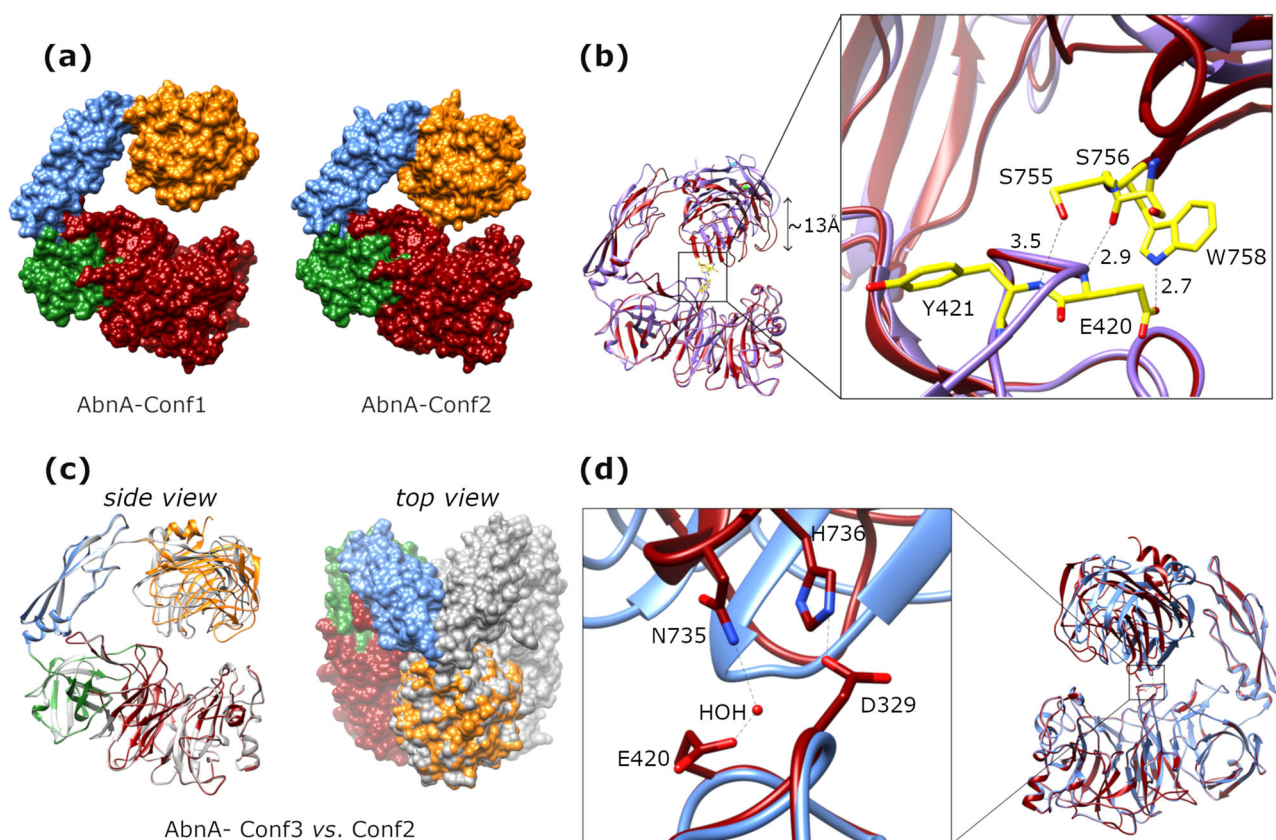 (a)
AbnA-Conf1
AbnA-Conf2
(b)
~13Å
S756
S755
3.5
2.9
W758
2.7
Y421
E420
(c)
side view
top view
AbnA- Conf3 vs. Conf2
(d)
H736
N735
HOH
D329
E420